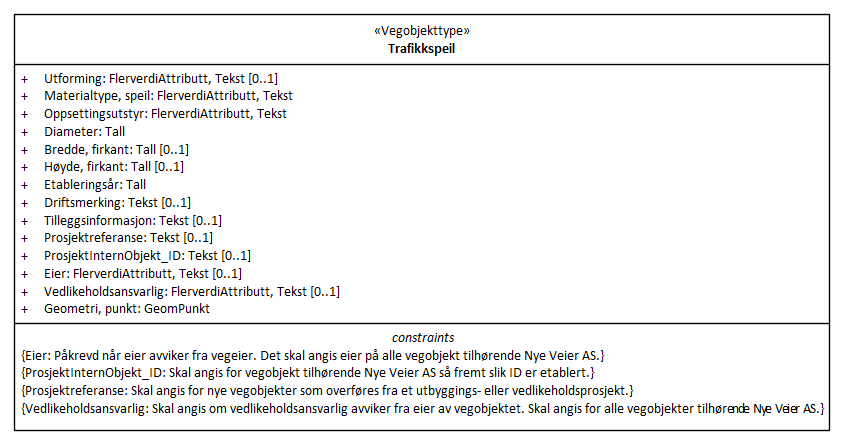 «Vegobjekttype»
Trafikkspeil
+ Utforming: FlerverdiAttributt, Tekst [0..1]
+ Materialtype, speil: FlerverdiAttributt, Tekst
+ Oppsettingsutstyr: FlerverdiAttributt, Tekst
+ Diameter: Tall
+ Bredde, firkant: Tall [0..1]
+ Høyde, firkant: Tall [0..1]
+ Etableringsår: Tall
+ Driftsmerking: Tekst [0..1]
+ Tilleggsinformasjon: Tekst [0..1]
+ Prosjektreferanse: Tekst [0..1]
+ ProsjektInternObjekt_ID: Tekst [0..1]
+ Eier: FlerverdiAttributt, Tekst [0..1]
+ Vedlikeholdsansvarlig: FlerverdiAttributt, Tekst [0..1]
+ Geometri, punkt: GeomPunkt
constraints
{Eier: Påkrevd når eier avviker fra vegeier. Det skal angis eier på alle vegobjekt tilhørende Nye Veier AS.}
{ProsjektInternObjekt_ID: Skal angis for vegobjekt tilhørende Nye Veier AS så fremt slik ID er etablert.}
{Prosjektreferanse: Skal angis for nye vegobjekter som overføres fra et utbyggings- eller vedlikeholdsprosjekt.}
{Vedlikeholdsansvarlig: Skal angis om vedlikeholdsansvarlig avviker fra eier av vegobjektet. Skal angis for alle vegobjekter tilhørende Nye Veier AS.}